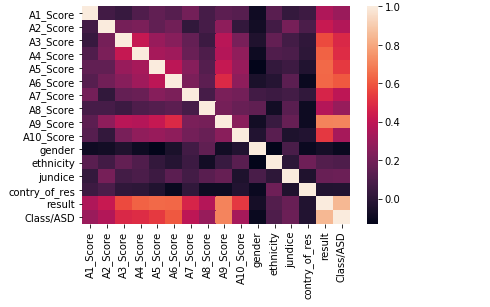 A1_Score
A2_Score
A3_Score
A4_Score
A5_Score
A6_Score
A7_Score
A8_Score
A9_Score
A10_Score
gender
ethnicity
jundice
contry_of_res
result
Class/ASD
A1_Score
A2_Score
A3_Score
A4_Score
A5_Score
A6_Score
A7_Score
A8_Score
A9_Score
A10_Score
gender
ethnicity
jundice
contry_of_res
result
Class/ASD
1.0
0.8
0.6
0.4
0.2
0.0